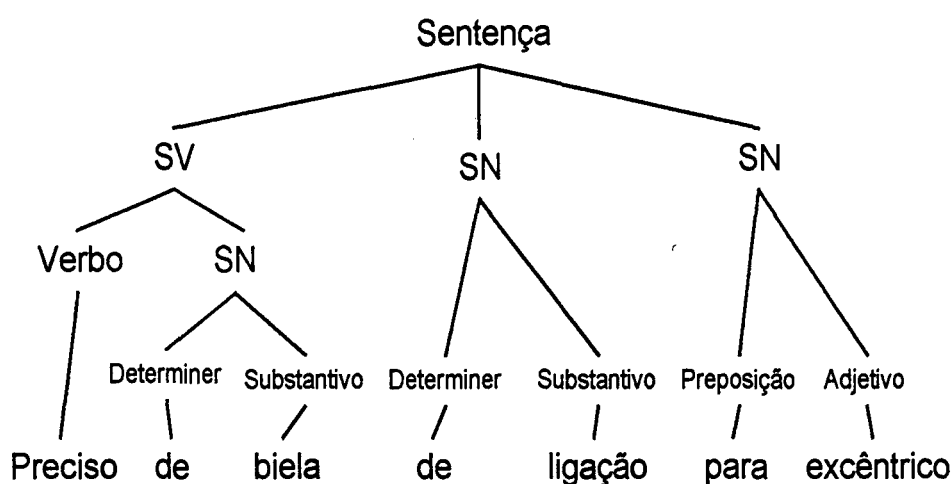 Sentença
SV SN SN
Verbo SN
Determiner Substantivo Determiner Substantivo Preposição Adjetivo
Preciso de biela de ligação para excêntrico